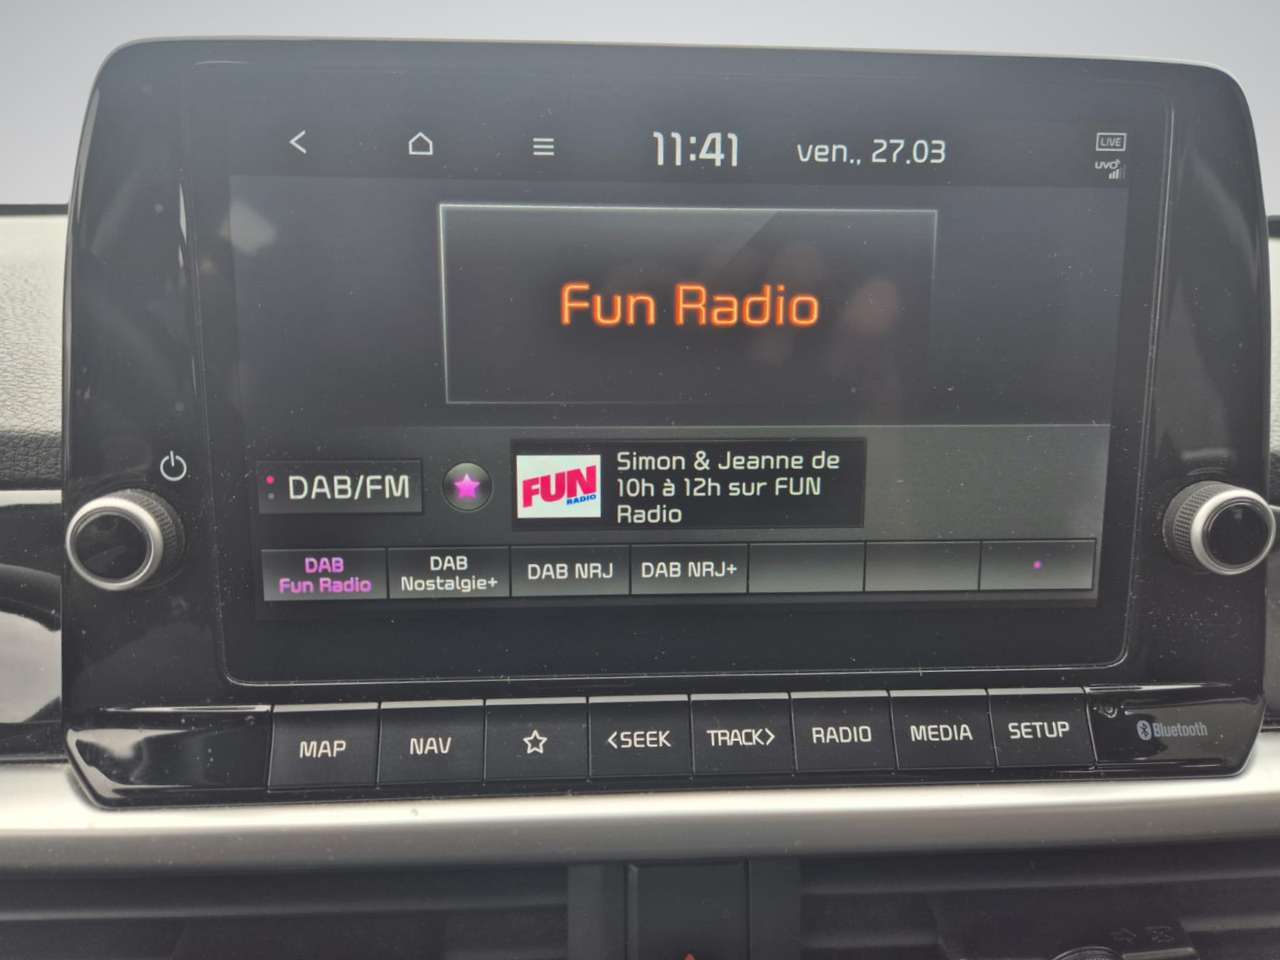 11:41
ven., 27.03
LIVE
UVO
Fun Radio
DAB/FM
FUN
RADIO
Simon & Jeanne de
10h à 12h sur FUN
Radio
DAB
Fun Radio
DAB
Nostalgie+
DAB NRJ
DAB NRJ+
MAP
NAV
<SEEK
TRACK>
RADIO
MEDIA
SETUP
Bluetooth